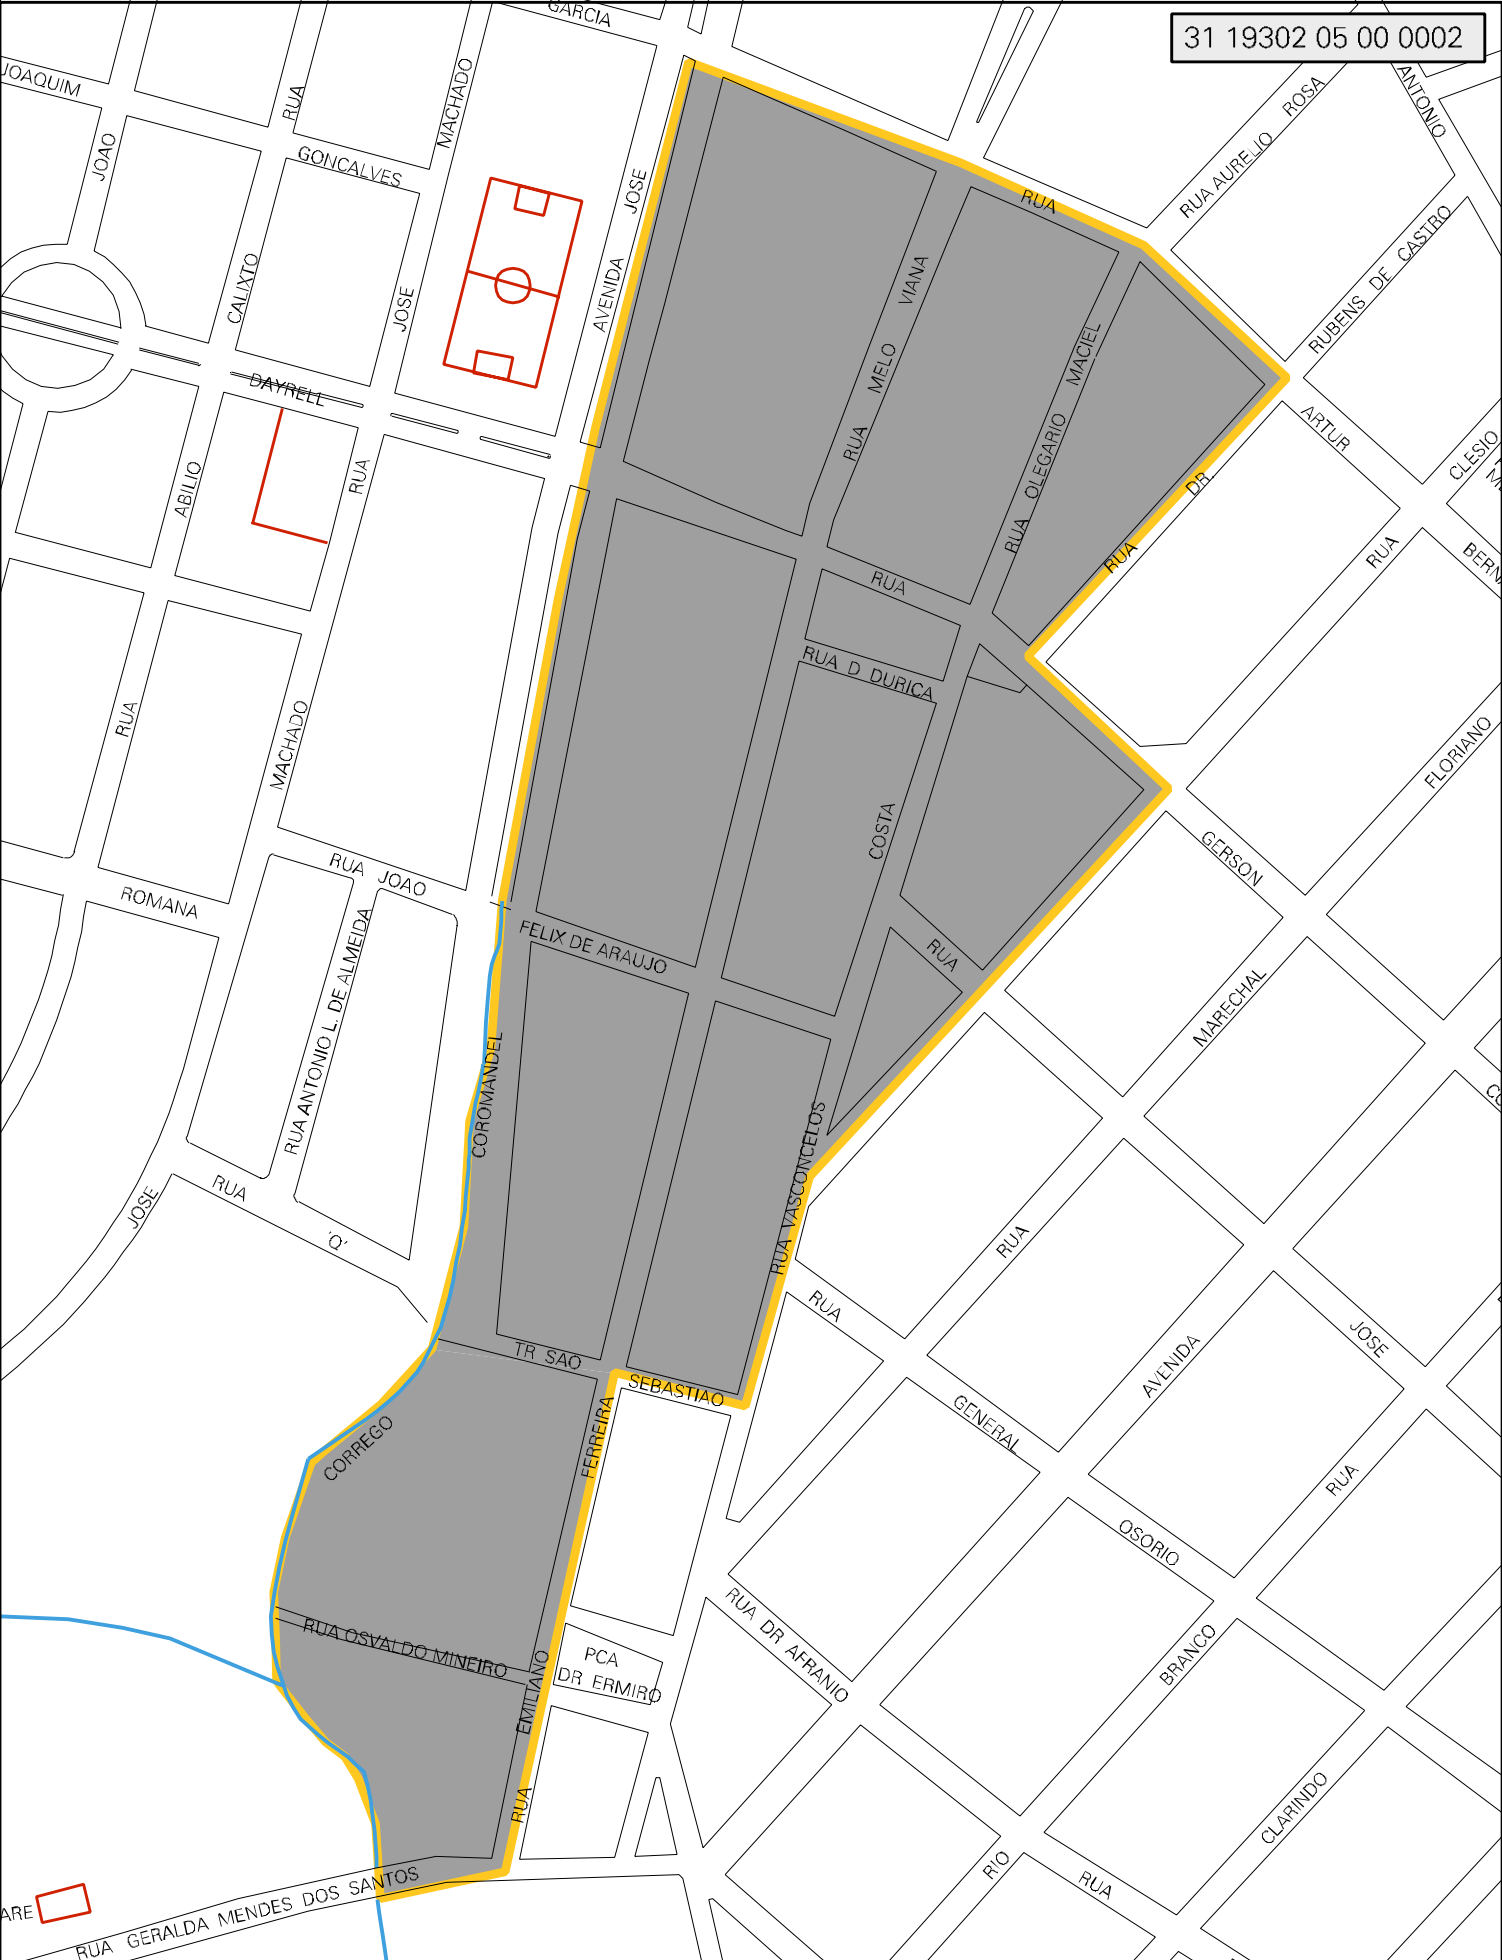 GARCIA
31 19302 05 00 0002
JOAQUIM
RUA
MACHADO
ANTONIO
RUA AURELIO ROSA
JOAO
GONCALVES
JOSE
RUA
RUBENS DE CASTRO
CALIXTO
JOSE
AVENIDA
VIANA
MELO
RUA
RUA OLEGARIO MACIEL
DAYRELL
ARTUR
CLESIO
ABILIO
RUA
DR
RUA
RUA
RUA
RUA
MACHADO
RUA D DURICA
FLORIANO
COSTA
RUA JOAO
GERSON
ROMANA
FELIX DE ARAUJO
RUA
RUA ANTONIO L. DE ALMEIDA
MARECHAL
COROMANDEL
RUA VASCONCELOS
JOSE
RUA
'Q'
RUA
RUA
TR SAO
SEBASTIAO
AVENIDA
JOSE
FERREIRA
CORREGO
GENERAL
RUA
OSORIO
RUA OSVALDO MINEIRO
PCA
DR ERMIRO
RUA DR AFRANIO
EMILIANO
BRANCO
RUA
CLARINDO
RIO
RUA
RUA GERALDA MENDES DOS SANTOS